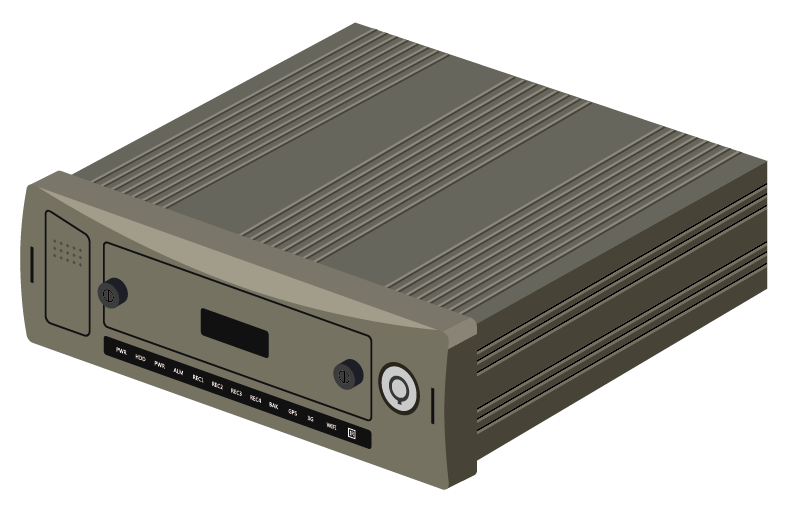 PWR HDD PWR ALM REC1 REC2 REC3 REC4 BAK GPS 3G WIFI